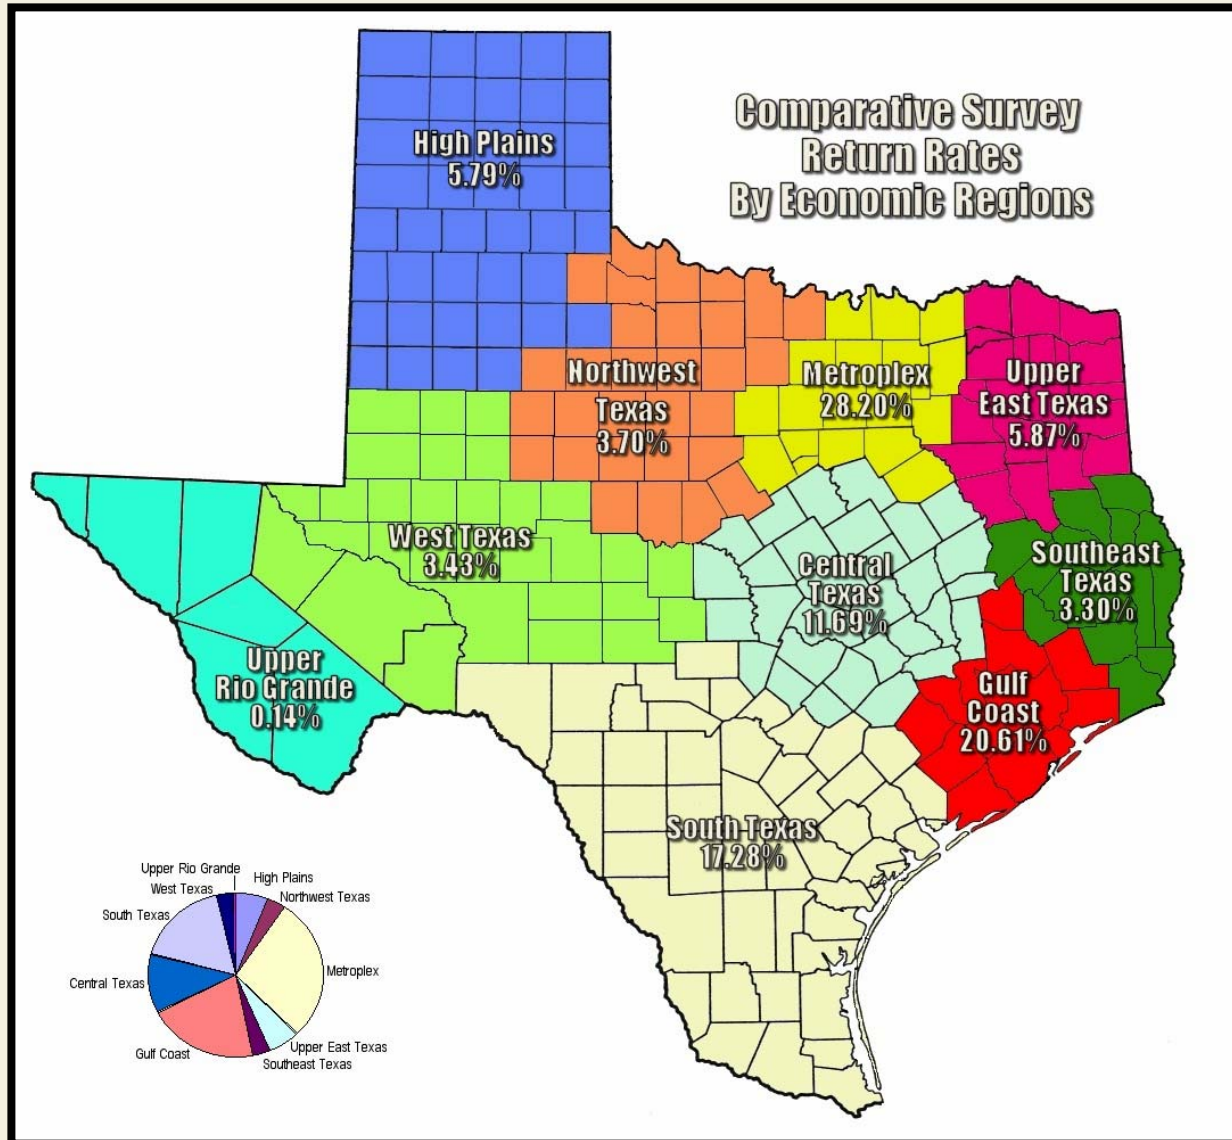 Comparative Survey
Return Rates
By Economic Regions
High Plains
5.79%
Northwest
Texas
3.70%
Metroplex
28.20%
Upper
East Texas
5.87%
West Texas
3.43%
Central
Texas
11.69%
Southeast
Texas
3.30%
Upper
Rio Grande
0.14%
Gulf
Coast
20.61%
South Texas
17.28%
Upper Rio Grande
High Plains
West Texas
Northwest Texas
South Texas
Metroplex
Central Texas
Upper East Texas
Gulf Coast
Southeast Texas